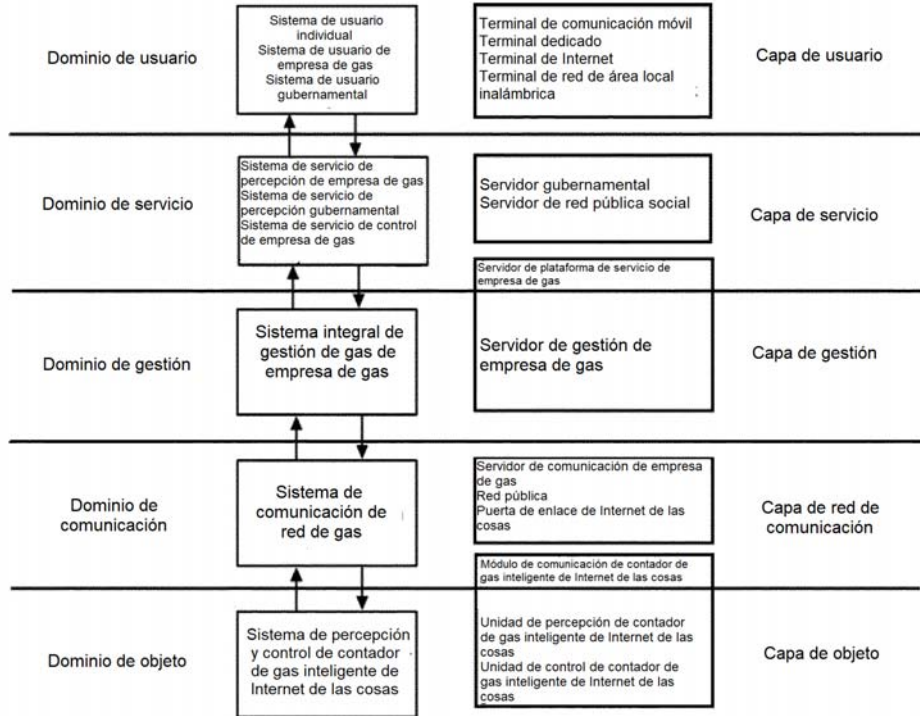 Dominio de usuario
Sistema de usuario
individual
Sistema de usuario de
empresa de gas
Sistema de usuario
gubernamental
Terminal de comunicación móvil
Terminal dedicado
Terminal de Internet
Terminal de red de área local
inalámbrica
Capa de usuario
Dominio de servicio
Sistema de servicio de
percepción de empresa de gas
Sistema de servicio de
percepción gubernamental
Sistema de servicio de control
de empresa de gas
Servidor gubernamental
Servidor de red pública social
Capa de servicio
Servidor de plataforma de servicio de
empresa de gas
Dominio de gestión
Sistema integral de
gestión de gas de
empresa de gas
Servidor de gestión de
empresa de gas
Capa de gestión
Dominio de
comunicación
Sistema de
comunicación de
red de gas
Servidor de comunicación de empresa
de gas
Red pública
Puerta de enlace de Internet de las
cosas
Capa de red de
comunicación
Módulo de comunicación de contador de
gas inteligente de Internet de las cosas
Dominio de objeto
Sistema de percepción
y control de contador
de gas inteligente de
Internet de las cosas
Unidad de percepción de contador
de gas inteligente de Internet de las
cosas
Unidad de control de contador de
gas inteligente de Internet de las
cosas
Capa de objeto